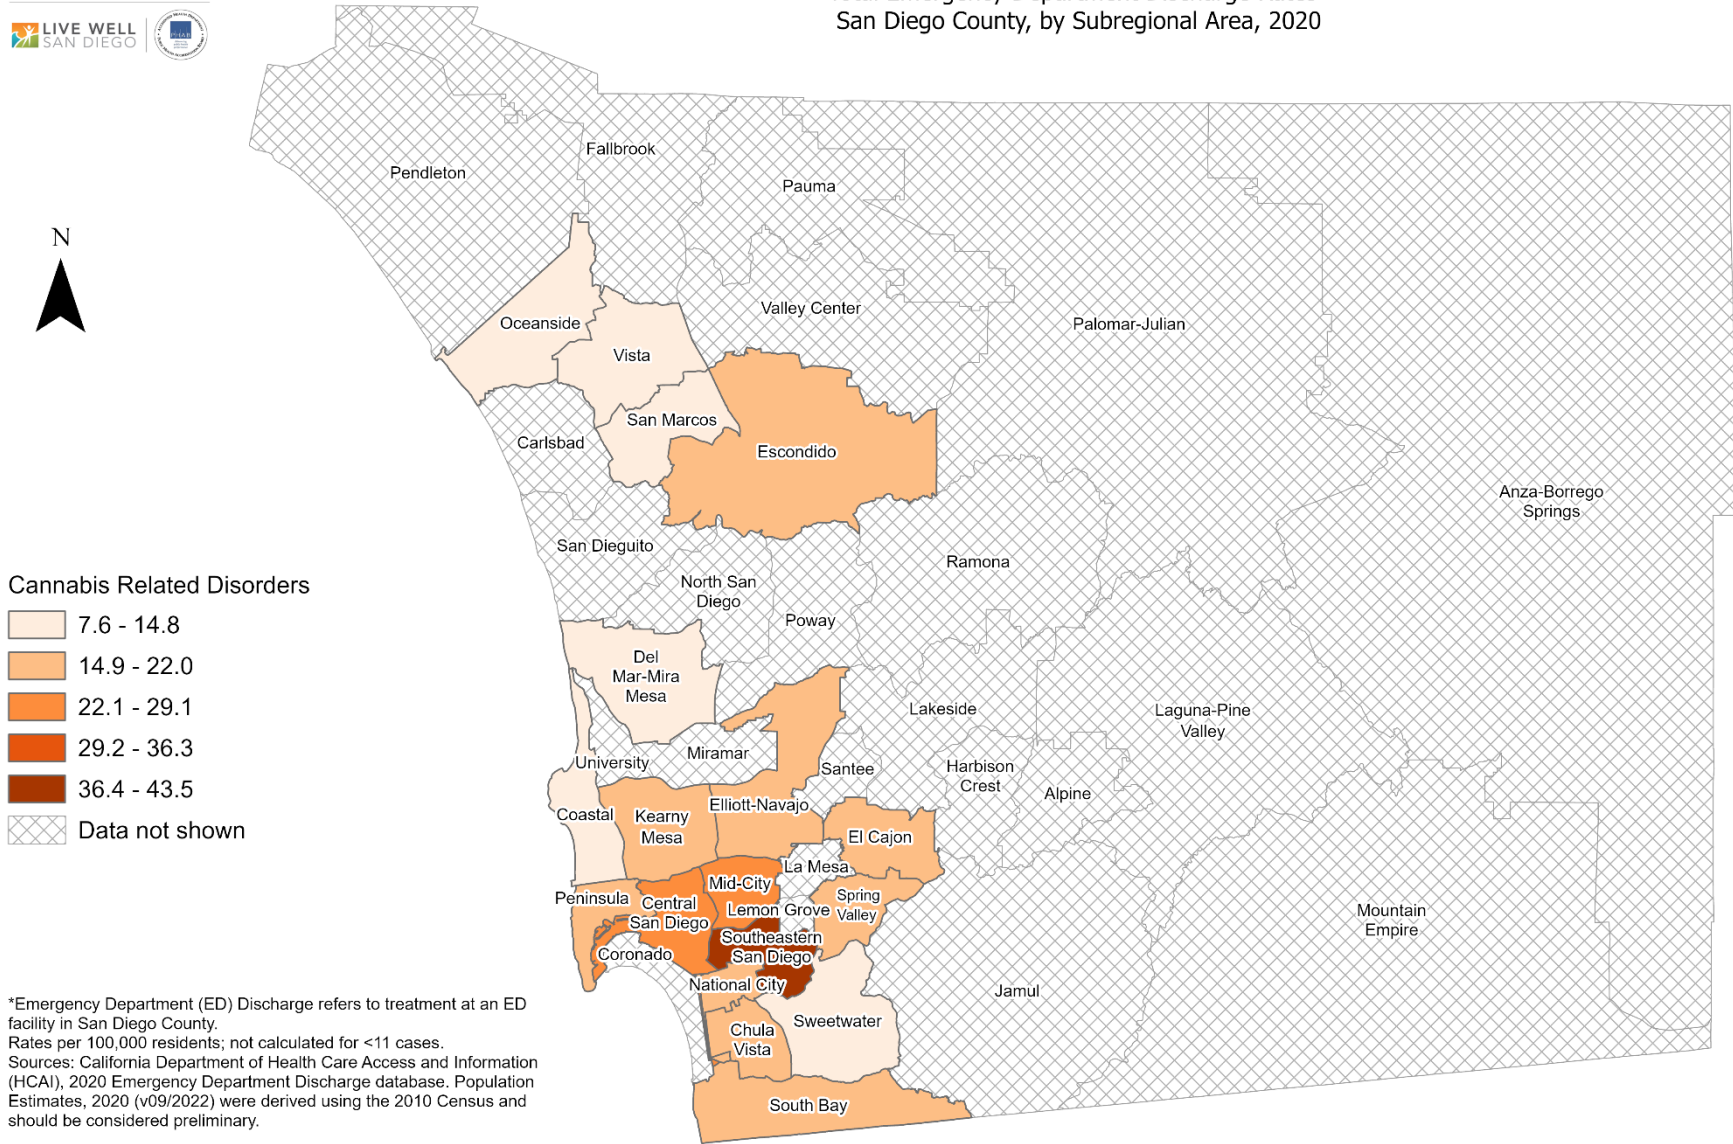 San Diego County, by Subregional Area, 2020
LIVE WELL
SAN DIEGO
PHAB
N
Pendleton
Fallbrook
Pauma
Valley Center
Palomar-Julian
Oceanside
Vista
San Marcos
Carlsbad
Escondido
Anza-Borrego
Springs
San Dieguito
North San
Diego
Ramona
Poway
Del
Mar-Mira
Mesa
Lakeside
Laguna-Pine
Valley
Miramar
University
Santee
Harbison
Crest
Alpine
Coastal
Kearny
Mesa
Elliott-Navajo
El Cajon
La Mesa
Mid-City
Peninsula
Central
San Diego
Lemon Grove
Spring
Valley
Mountain
Empire
Southeastern
San Diego
Coronado
National City
Jamul
Sweetwater
Chula
Vista
South Bay
Cannabis Related Disorders
7.6 - 14.8
14.9 - 22.0
22.1 - 29.1
29.2 - 36.3
36.4 - 43.5
Data not shown
*Emergency Department (ED) Discharge refers to treatment at an ED
facility in San Diego County.
Rates per 100,000 residents; not calculated for <11 cases.
Sources: California Department of Health Care Access and Information
(HCAI), 2020 Emergency Department Discharge database. Population
Estimates, 2020 (v09/2022) were derived using the 2010 Census and
should be considered preliminary.